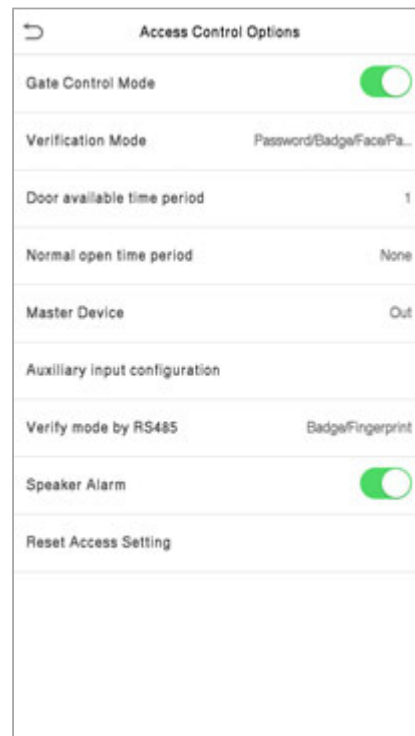 Access Control Options
Gate Control Mode
Verification Mode Password/Badge/Face/Pa...
Door available time period 1
Normal open time period None
Master Device Out
Auxiliary input configuration
Verify mode by RS485 Badge/Fingerprint
Speaker Alarm
Reset Access Setting